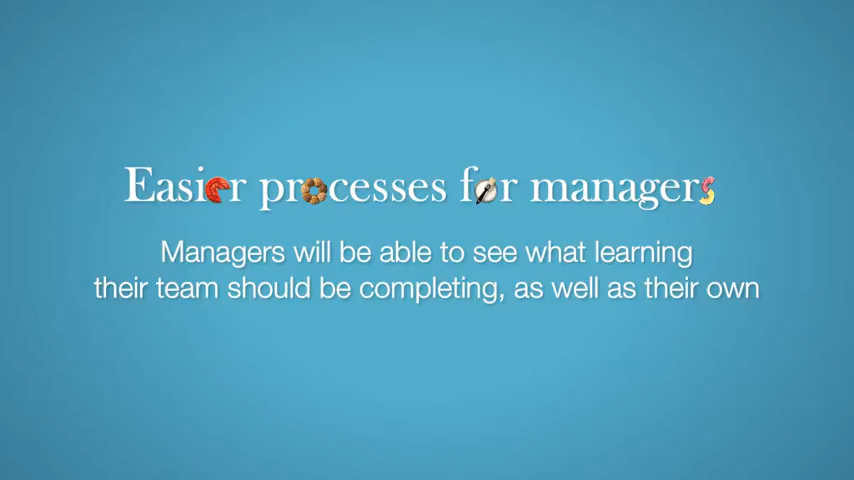 Easier processes for managers
Managers will be able to see what learning
their team should be completing, as well as their own